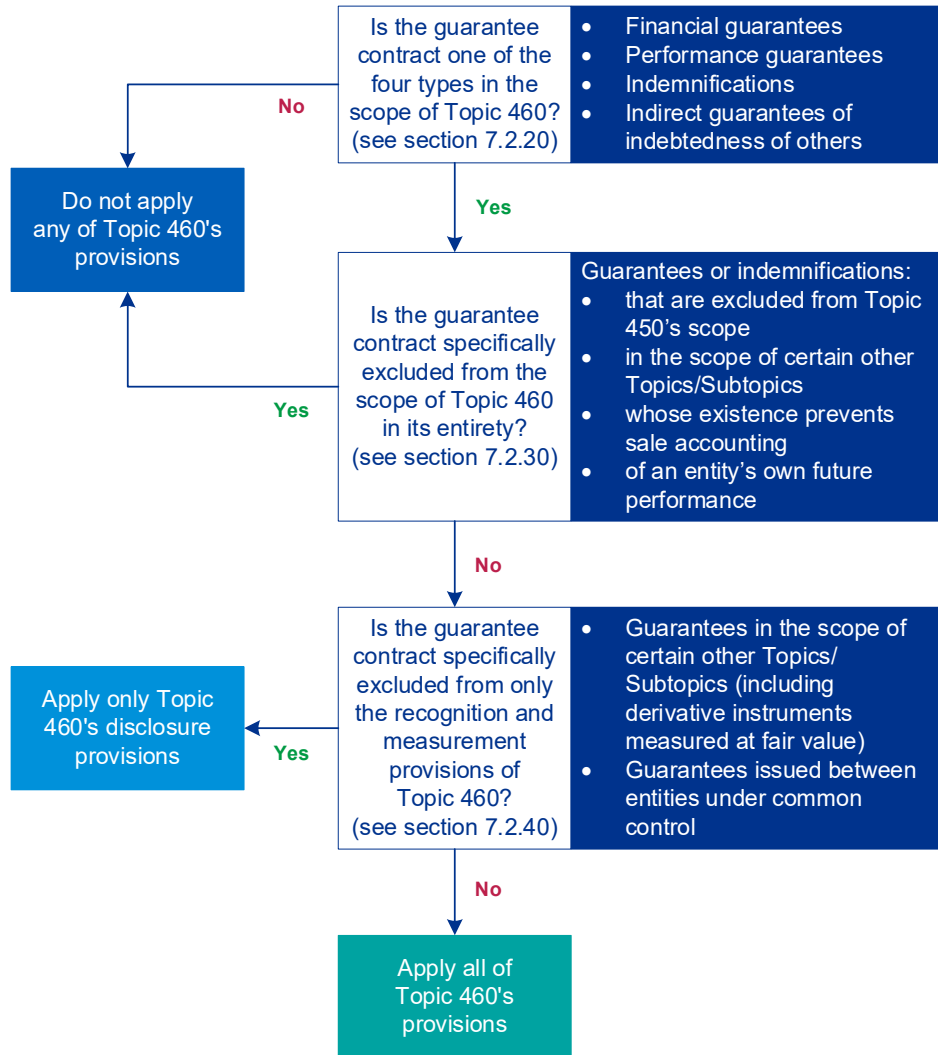 Is the guarantee
contract one of the
four types in the
scope of Topic 460?
(see section 7.2.20)
• Financial guarantees
• Performance guarantees
• Indemnifications
• Indirect guarantees of
indebtedness of others
No
Do not apply
any of Topic 460's
provisions
Yes
Is the guarantee
contract specifically
excluded from the
scope of Topic 460
in its entirety?
(see section 7.2.30)
Guarantees or indemnifications:
• that are excluded from Topic
450’s scope
• in the scope of certain other
Topics/Subtopics
• whose existence prevents
sale accounting
• of an entity’s own future
performance
Yes
No
Is the guarantee
contract specifically
excluded from only
the recognition and
measurement
provisions of
Topic 460?
(see section 7.2.40)
• Guarantees in the scope of
certain other Topics/
Subtopics (including
derivative instruments
measured at fair value)
• Guarantees issued between
entities under common
control
Yes
Apply only Topic
460's disclosure
provisions
No
Apply all of
Topic 460's
provisions